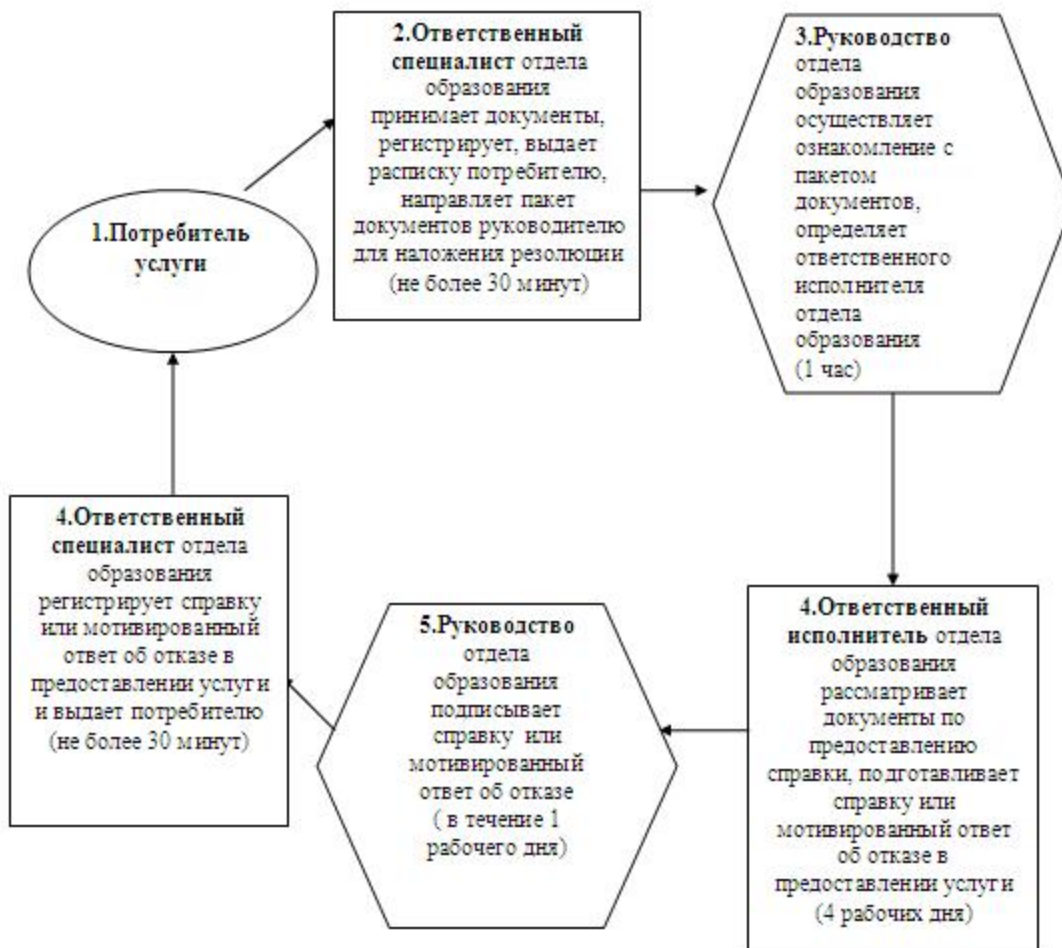 1.Потребитель
услуги
2.Ответственный
специалист отдела
образования
принимает документы,
регистрирует, выдает
расписку потребителю,
направляет пакет
документов руководителю
для наложения резолюции
(не более 30 минут)
3.Руководство
отдела
образования
осуществляет
ознакомление с
пакетом
документов,
определяет
ответственного
исполнителя
отдела
образования
(1 час)
4.Ответственный
исполнитель отдела
образования
рассматривает
документы по
предоставлению
справки, подготавливает
справку или
мотивированный ответ
об отказе в
предоставлении услуги
(4 рабочих дня)
5.Руководство
отдела
образования
подписывает
справку или
мотивированный
ответ об отказе
( в течение 1
рабочего дня)
4.Ответственный
специалист отдела
образования
регистрирует справку
или мотивированный
ответ об отказе в
предоставлении услуги
и выдает потребителю
(не более 30 минут)